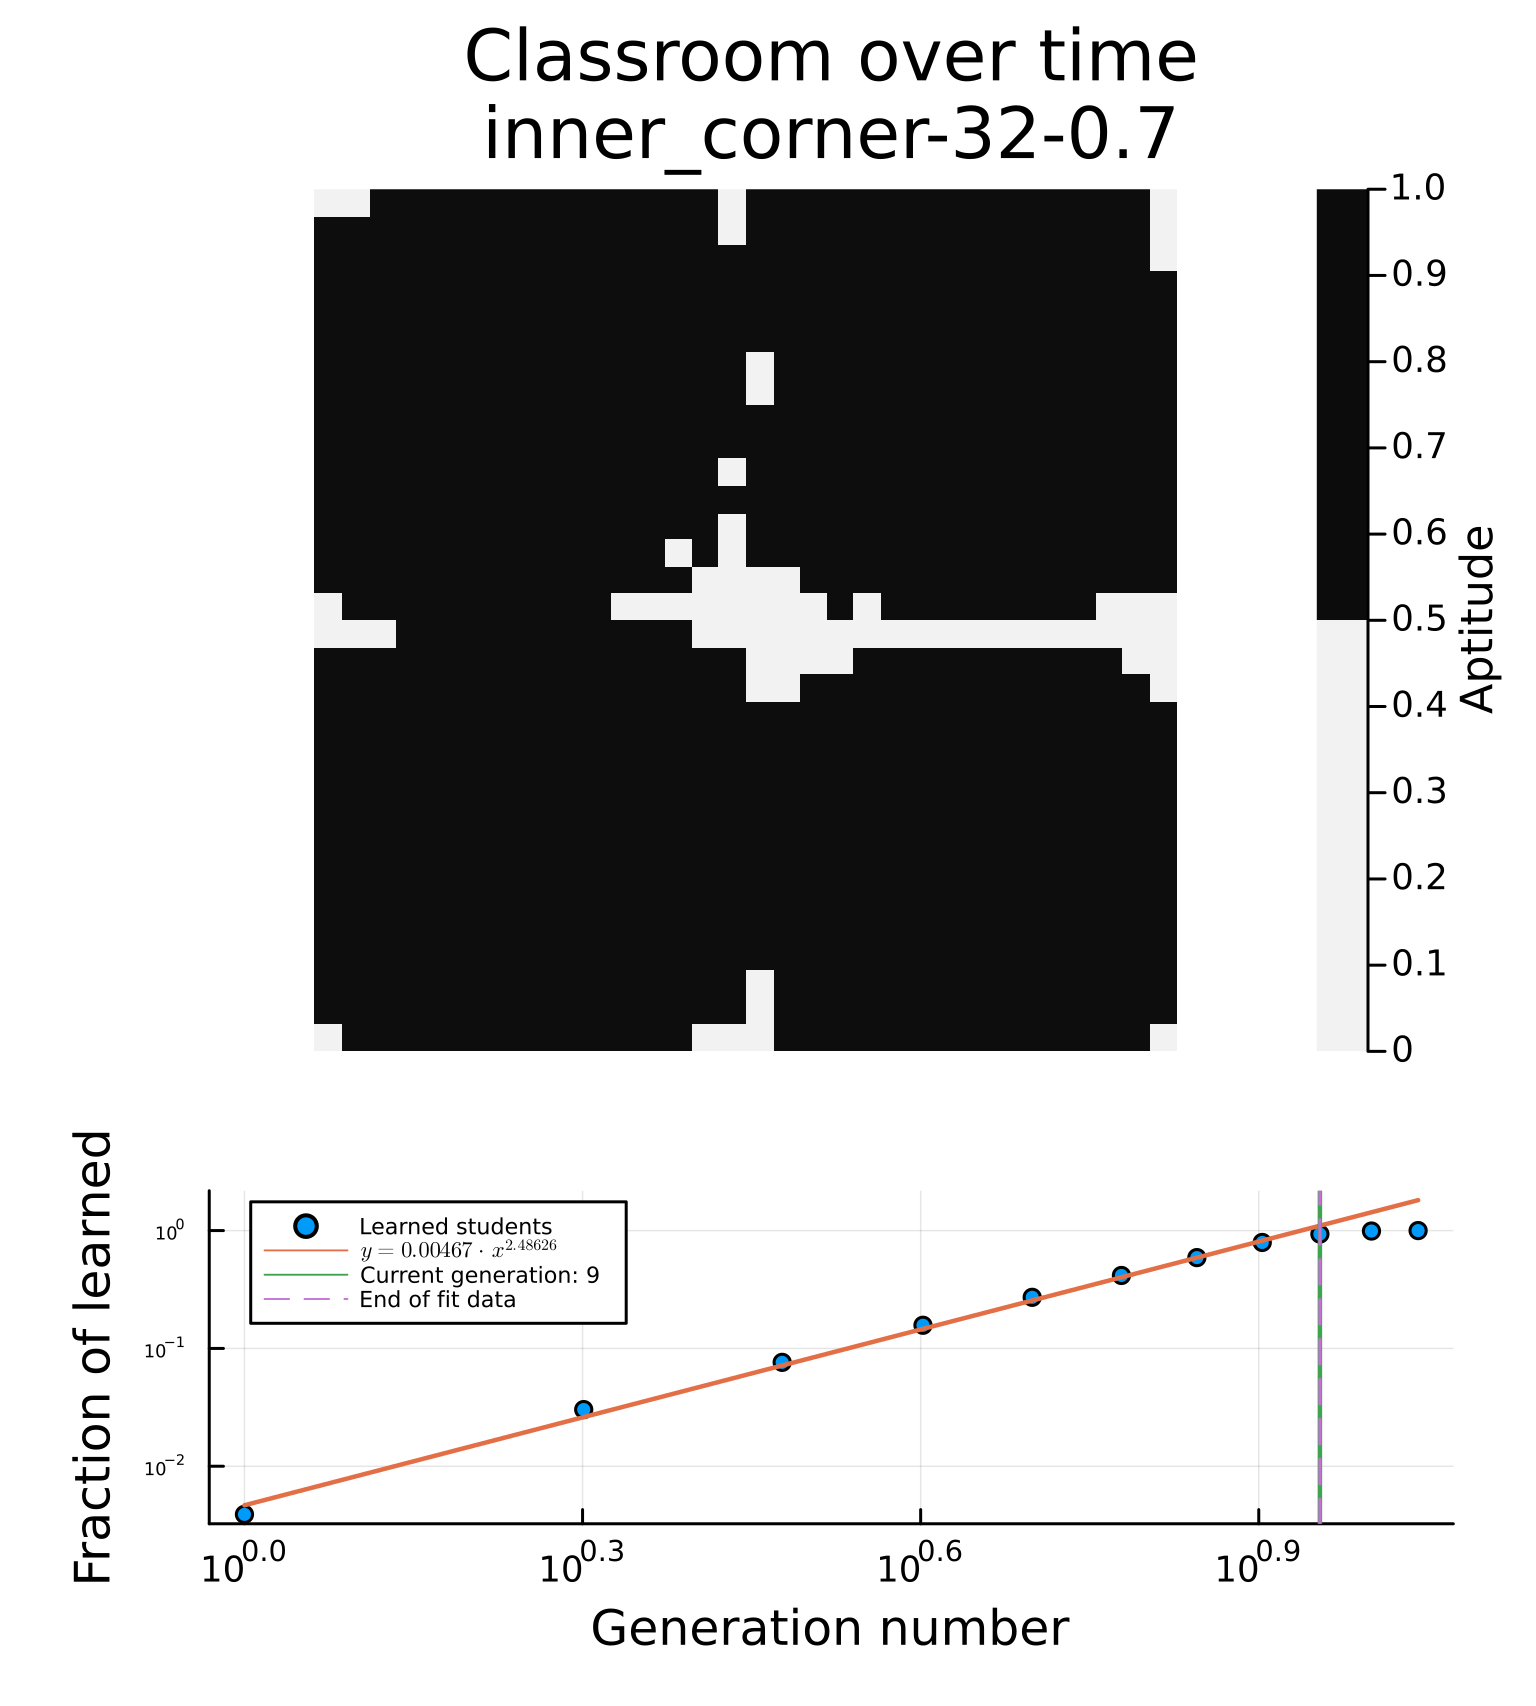 Classroom over time
inner_corner-32-0.7
1.0
0.9
0.8
0.7
0.6
0.5
0.4
0.3
0.2
0.1
0
Aptitude
Fraction of learned
10^0
10^-1
10^-2
Learned students
y = 0.00467 · x^2.48626
Current generation: 9
End of fit data
10^0.0 10^0.3 10^0.6 10^0.9
Generation number